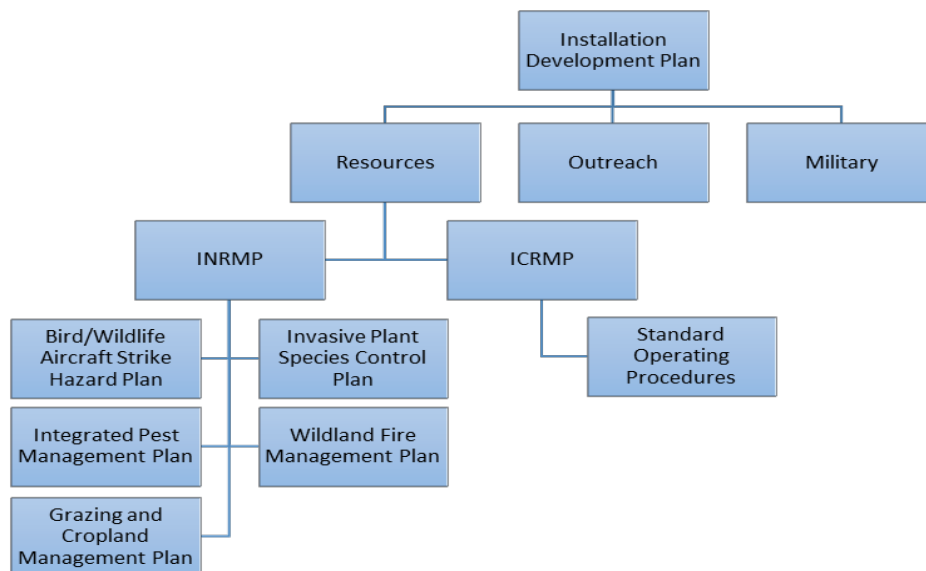 Installation
Development Plan
Resources
Outreach
Military
INRMP
ICRMP
Bird/Wildlife
Aircraft Strike
Hazard Plan
Invasive Plant
Species Control
Plan
Standard
Operating
Procedures
Integrated Pest
Management Plan
Wildland Fire
Management Plan
Grazing and
Cropland
Management Plan